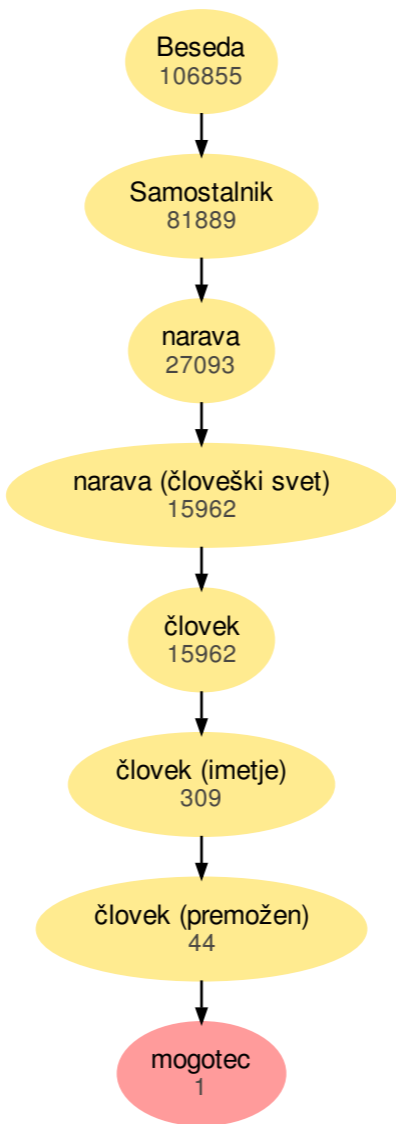 Beseda
106855
Samostalnik
81889
narava
27093
narava (človeški svet)
15962
človek
15962
človek (imetje)
309
človek (premožen)
44
mogotec
1